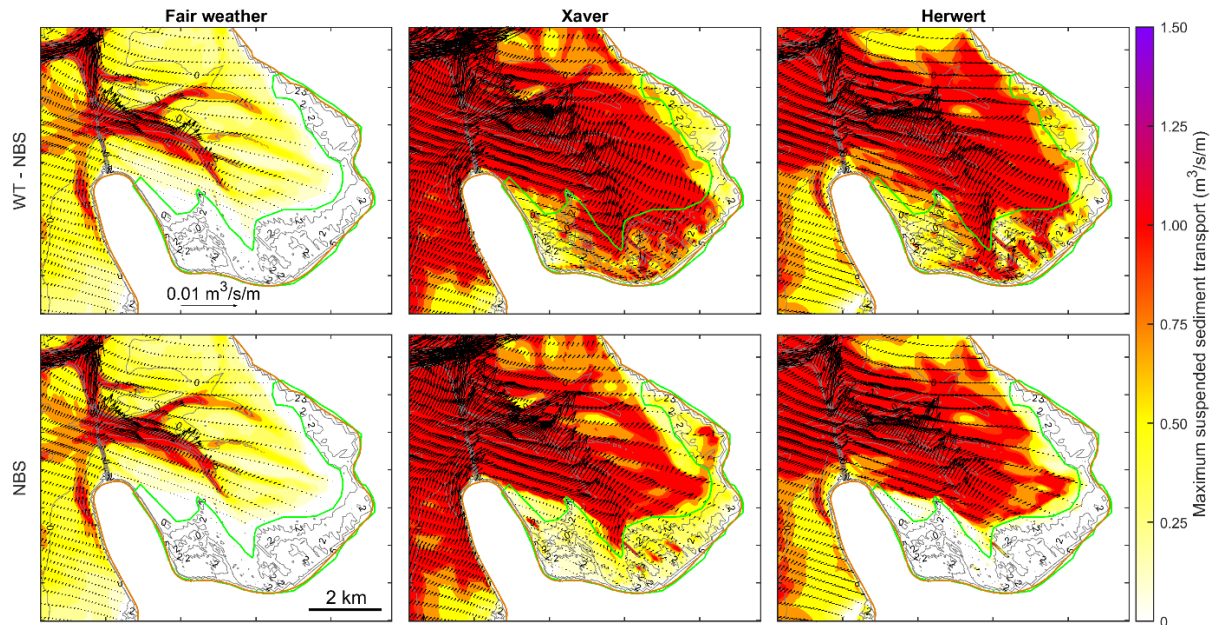 Fair weather
Xaver
Herwert
WT - NBS
0.01 m³/s/m
NBS
2 km
1.50
1.25
1.00
0.75
0.50
0.25
0
Maximum suspended sediment transport (m³/s/m)